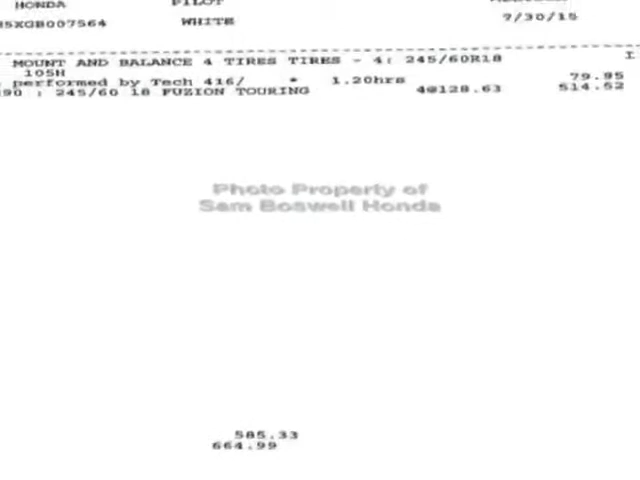 HONDA PILOT
H5XGB007564 WHITE 7/30/15
MOUNT AND BALANCE 4 TIRES TIRES - 4: 245/60R18 I
105H 79.95
performed by Tech 416/ * 1.20hrs
90 : 245/60 18 FUZION TOURING 4@128.63 514.52
Photo Property of
Sam Boswell Honda
585.33
664.99